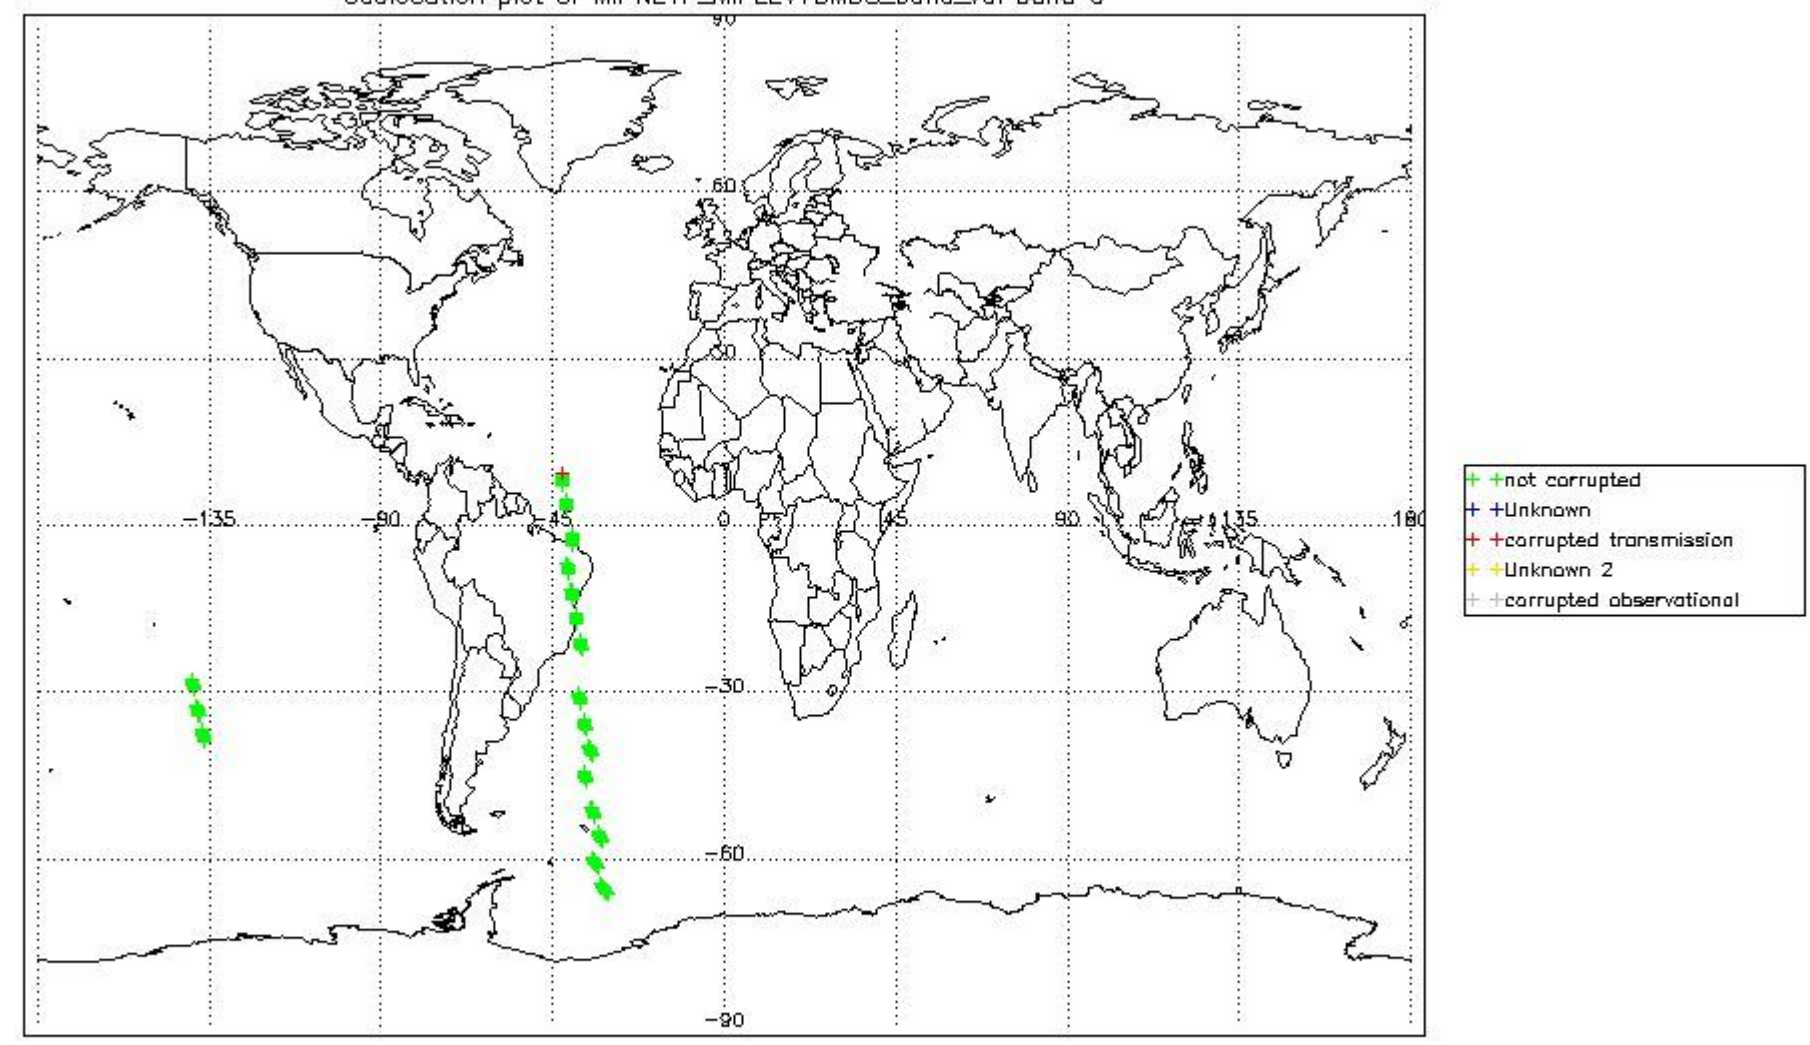 90
60
30
-135
-90
-45
0
45
90
135
180
-30
-60
-90
not corrupted
Unknown
corrupted transmission
Unknown 2
corrupted observational